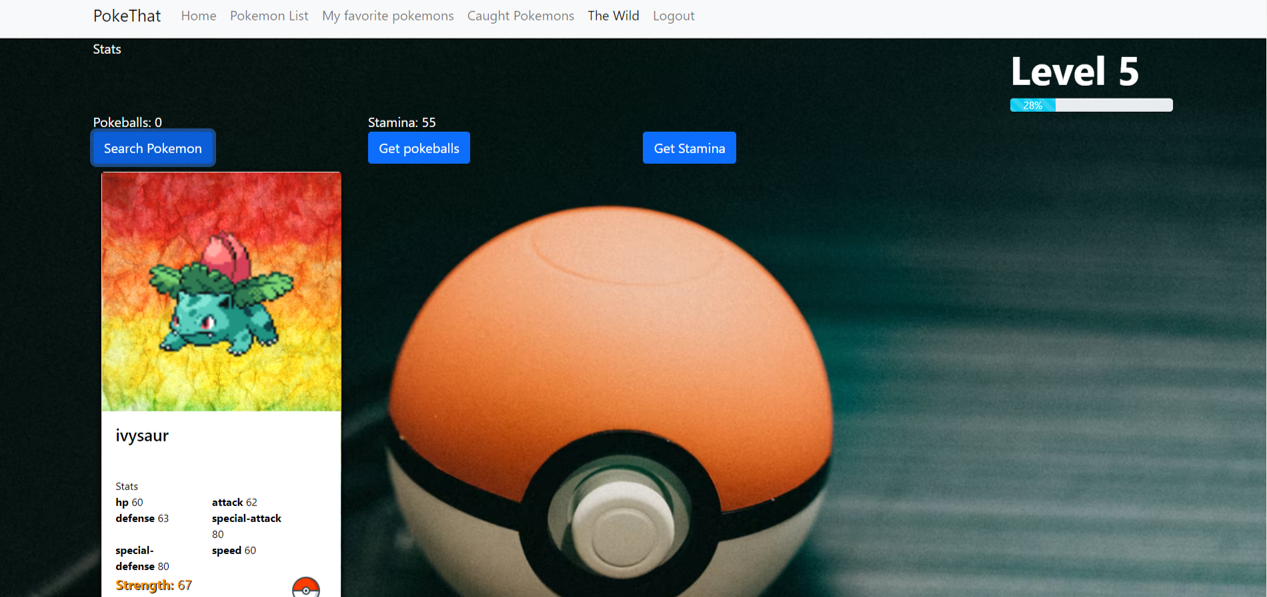 PokeThat Home Pokemon List My favorite pokemons Caught Pokemons The Wild Logout
Stats
Level 5
28%
Pokeballs: 0 Stamina: 55
Search Pokemon Get pokeballs Get Stamina
ivysaur
Stats
hp 60 attack 62
defense 63 special-attack
80
special- speed 60
defense 80
Strength: 67